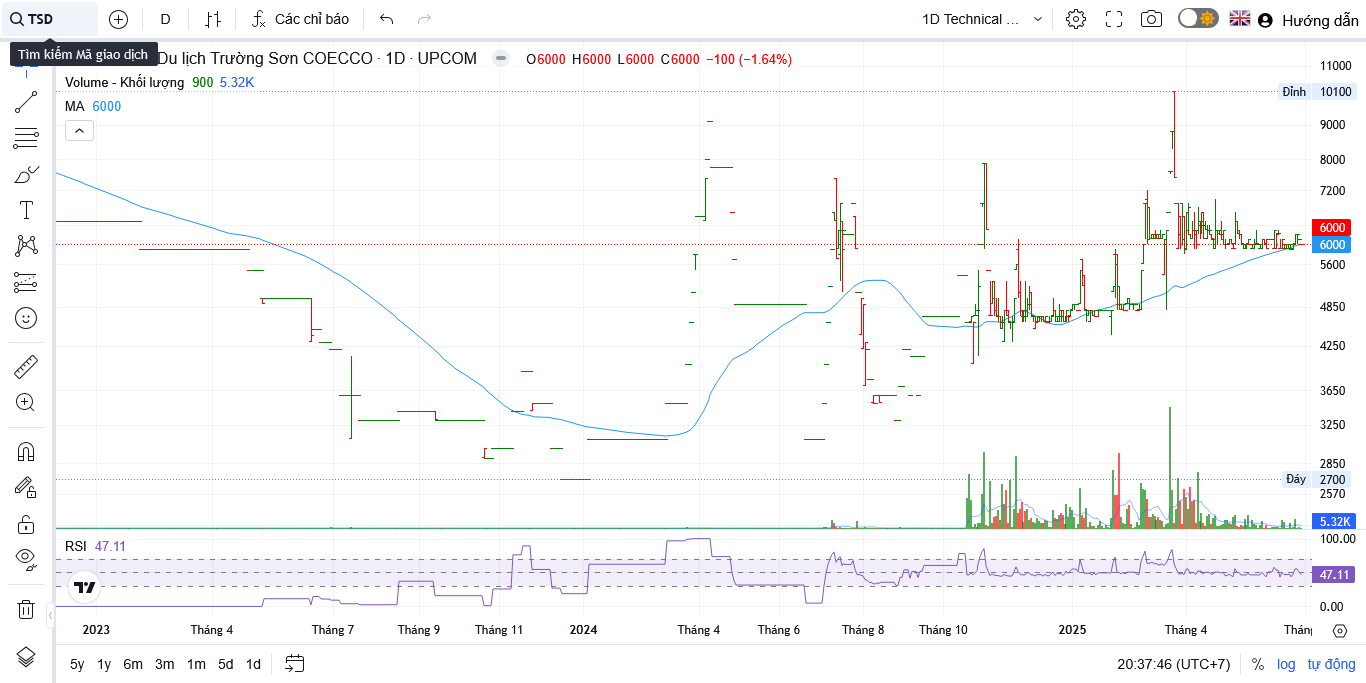 TSD
D
Các chỉ báo
1D Technical ...
Hướng dẫn
Tìm kiếm Mã giao dịch
Du lịch Trường Sơn COECCO · 1D · UPCOM
O6000 H6000 L6000 C6000 −100 (−1.64%)
Volume - Khối lượng 900 5.32K
MA 6000
11000
Đỉnh 10100
9000
8000
7200
6000
6000
5600
4850
4250
3650
3250
2850
Đáy 2700
2570
5.32K
RSI 47.11
100.00
47.11
0.00
2023 Tháng 4 Tháng 7 Tháng 9 Tháng 11 2024 Tháng 4 Tháng 6 Tháng 8 Tháng 10 2025 Tháng 4 Tháng
5y 1y 6m 3m 1m 5d 1d
20:37:46 (UTC+7) % log tự động